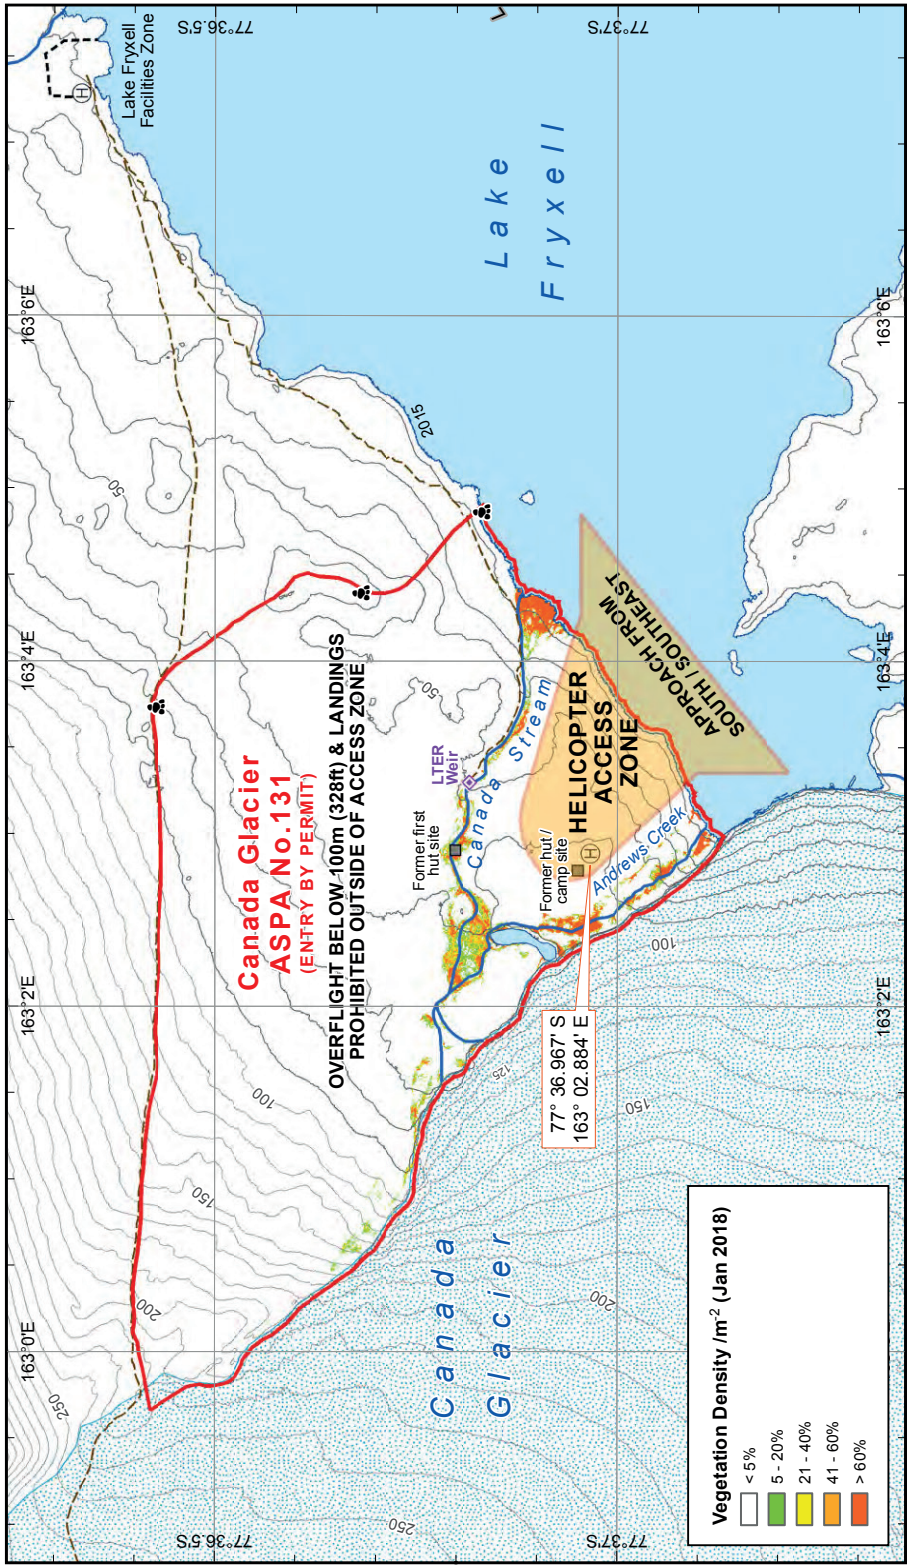 77°36.5'S
77°37'S
Lake Fryxell
Facilities Zone
H
Lake
Fryxell
163°6'E
163°6'E
50
2015
163°4'E
163°4'E
50
APPROACH FROM
SOUTH / SOUTHEAST
HELICOPTER
ACCESS
ZONE
H
Canada Stream
LTER
Weir
Former first
hut site
Former hut /
camp site
Andrews Creek
Canada Glacier
ASPA No.131
(ENTRY BY PERMIT)
OVERFLIGHT BELOW 100m (328ft) & LANDINGS
PROHIBITED OUTSIDE OF ACCESS ZONE
163°2'E
163°2'E
77° 36.967' S
163° 02.884' E
100
100
125
150
150
200
200
250
250
163°0'E
Canada
Glacier
77°36.5'S
77°37'S
Vegetation Density /m-2 (Jan 2018)
< 5%
5 - 20%
21 - 40%
41 - 60%
> 60%